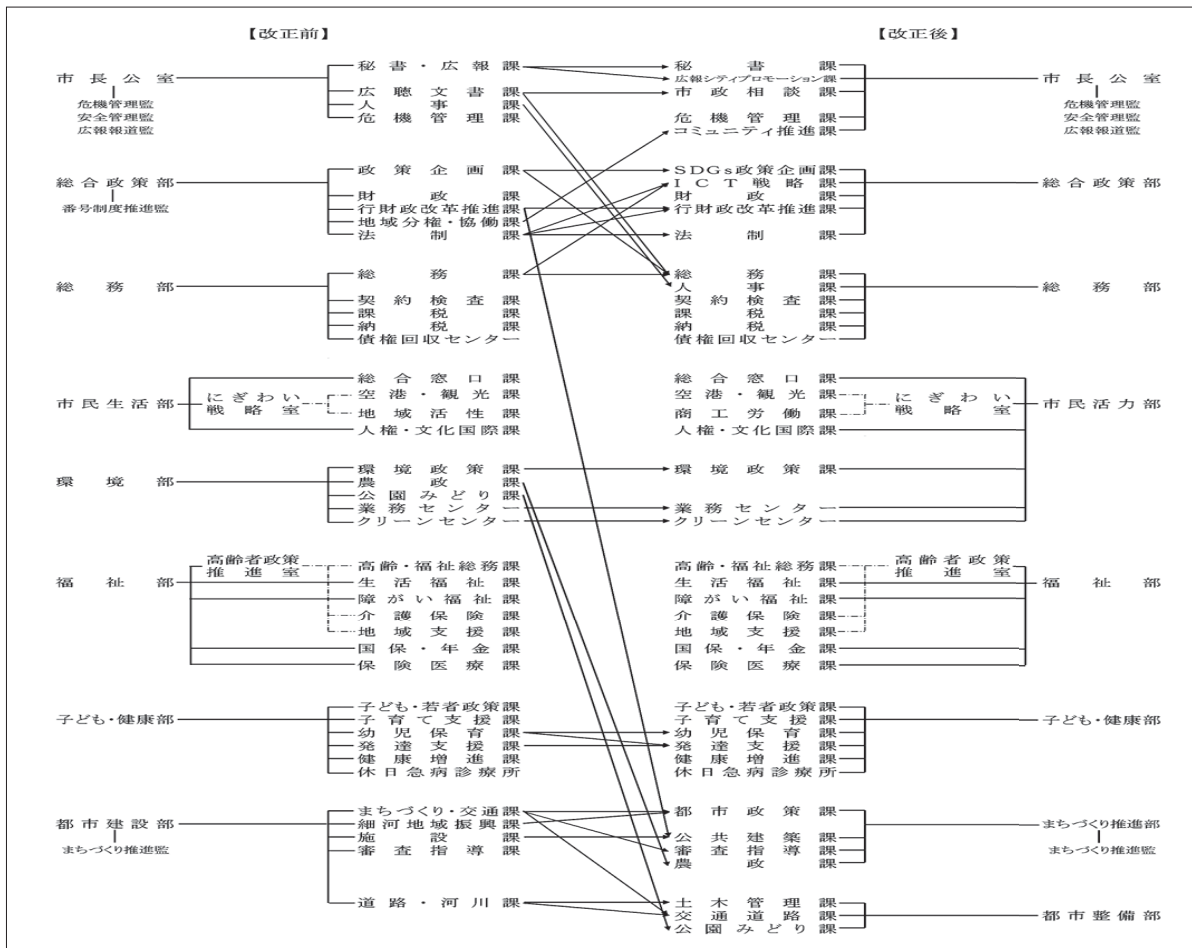 【改正前】
【改正後】
市長公室
危機管理監
安全管理監
広報報道監
秘書・広報課
広聴文書課
人事課
危機管理課
総合政策部
番号制度推進監
政策企画課
財政課
行財政改革推進課
地域分権・協働課
法制課
総務部
総務課
契約検査課
課税課
納税課
債権回収センター
市民生活部
にぎわい
戦略室
総合窓口課
空港・観光課
地域活性課
人権・文化国際課
環境部
環境政策課
農政課
公園みどり課
業務センター
クリーンセンター
福祉部
高齢者政策
推進室
高齢・福祉総務課
生活福祉課
障がい福祉課
介護保険課
地域支援課
国保・年金課
保険医療課
子ども・健康部
子ども・若者政策課
子育て支援課
幼児保育課
発達支援課
健康増進課
休日急病診療所
都市建設部
まちづくり推進監
まちづくり・交通課
細河地域振興課
施設課
審査指導課
道路・河川課
秘書課
広報シティプロモーション課
市政相談課
危機管理課
コミュニティ推進課
市長公室
危機管理監
安全管理監
広報報道監
SDGs政策企画課
ICT戦略課
財政課
行財政改革推進課
法制課
総合政策部
総務課
人事課
契約検査課
課税課
納税課
債権回収センター
総務部
総合窓口課
空港・観光課
商工労働課
人権・文化国際課
にぎわい
戦略室
市民活力部
環境政策課
業務センター
クリーンセンター
高齢・福祉総務課
生活福祉課
障がい福祉課
介護保険課
地域支援課
国保・年金課
保険医療課
高齢者政策
推進室
福祉部
子ども・若者政策課
子育て支援課
幼児保育課
発達支援課
健康増進課
休日急病診療所
子ども・健康部
都市政策課
公共建築課
審査指導課
農政課
まちづくり推進部
まちづくり推進監
土木管理課
交通道路課
公園みどり課
都市整備部